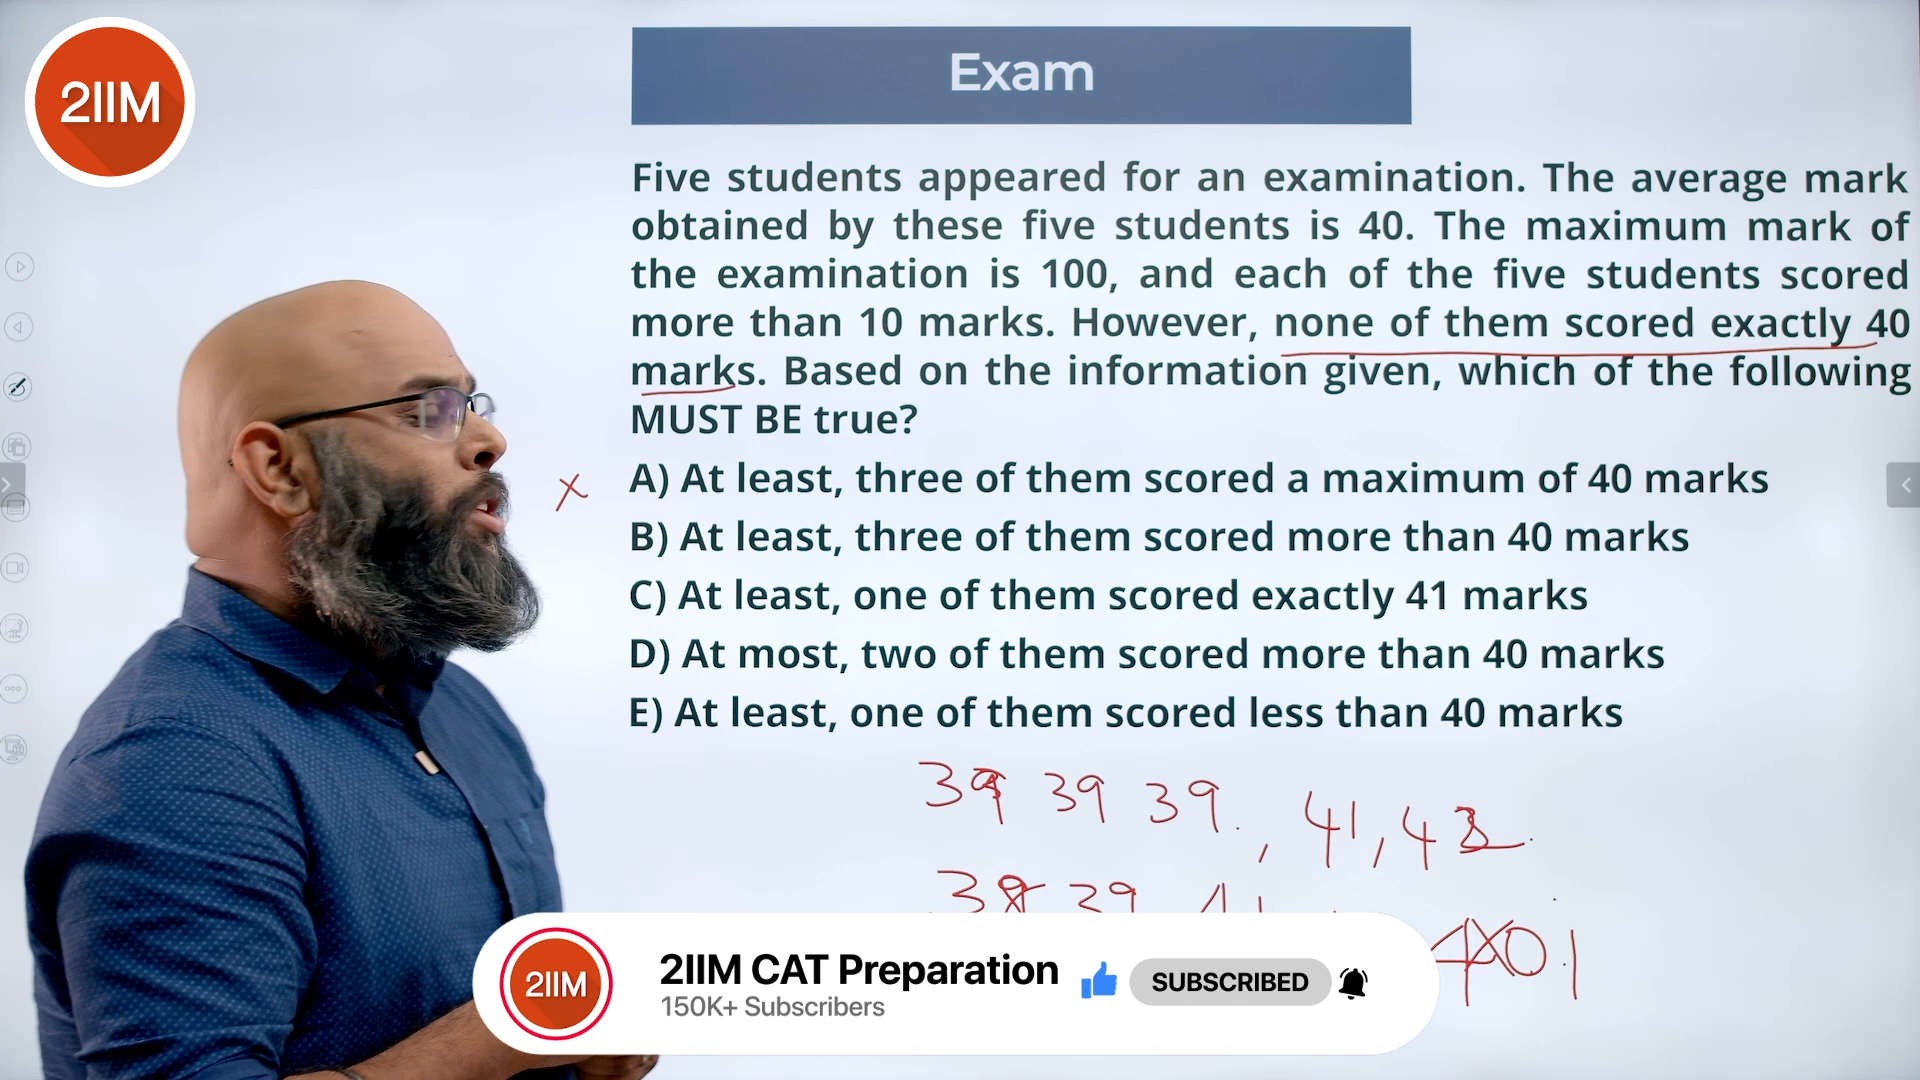 2IIM
Exam
Five students appeared for an examination. The average mark
obtained by these five students is 40. The maximum mark of
the examination is 100, and each of the five students scored
more than 10 marks. However, none of them scored exactly 40
marks. Based on the information given, which of the following
MUST BE true?
x A) At least, three of them scored a maximum of 40 marks
B) At least, three of them scored more than 40 marks
C) At least, one of them scored exactly 41 marks
D) At most, two of them scored more than 40 marks
E) At least, one of them scored less than 40 marks
39 39 39, 41, 42
39
2IIM
2IIM CAT Preparation
SUBSCRIBED
150K+ Subscribers